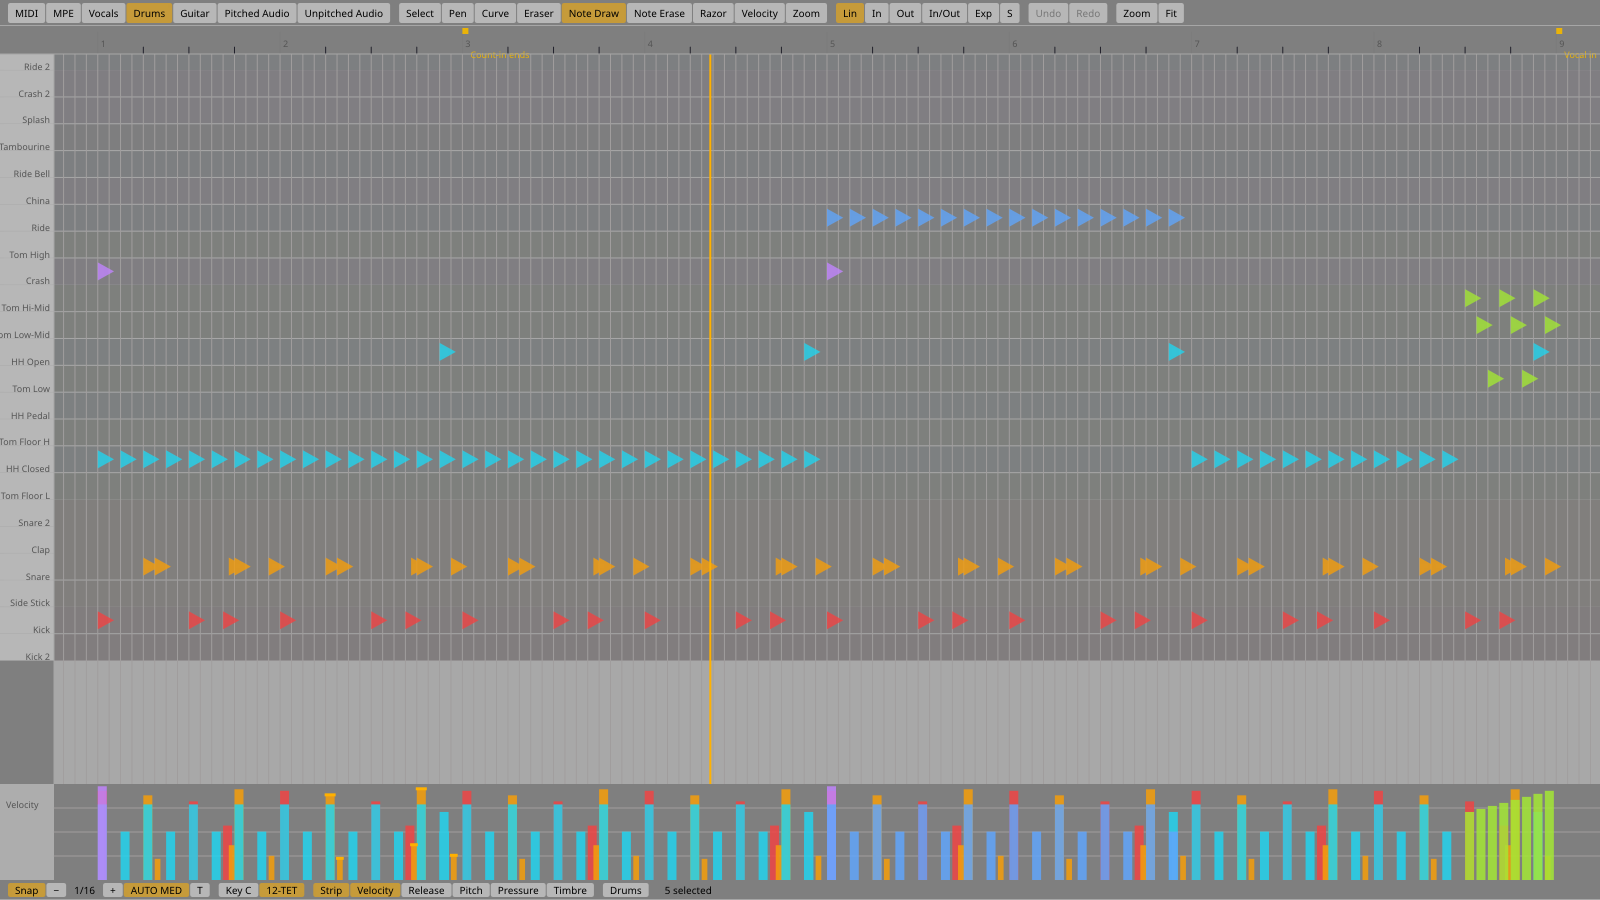 MIDI MPE Vocals Drums Guitar Pitched Audio Unpitched Audio Select Pen Curve Eraser Note Draw Note Erase Razor Velocity Zoom Lin In Out In/Out Exp S Undo Redo Zoom Fit
1 2 3 4 5 6 7 8 9
Count-in ends Vocal in
Ride 2
Crash 2
Splash
Tambourine
Ride Bell
China
Ride
Tom High
Crash
Tom Hi-Mid
om Low-Mid
HH Open
Tom Low
HH Pedal
Tom Floor H
HH Closed
Tom Floor L
Snare 2
Clap
Snare
Side Stick
Kick
Kick 2
Velocity
Snap − 1/16 + AUTO MED T Key C 12-TET Strip Velocity Release Pitch Pressure Timbre Drums 5 selected